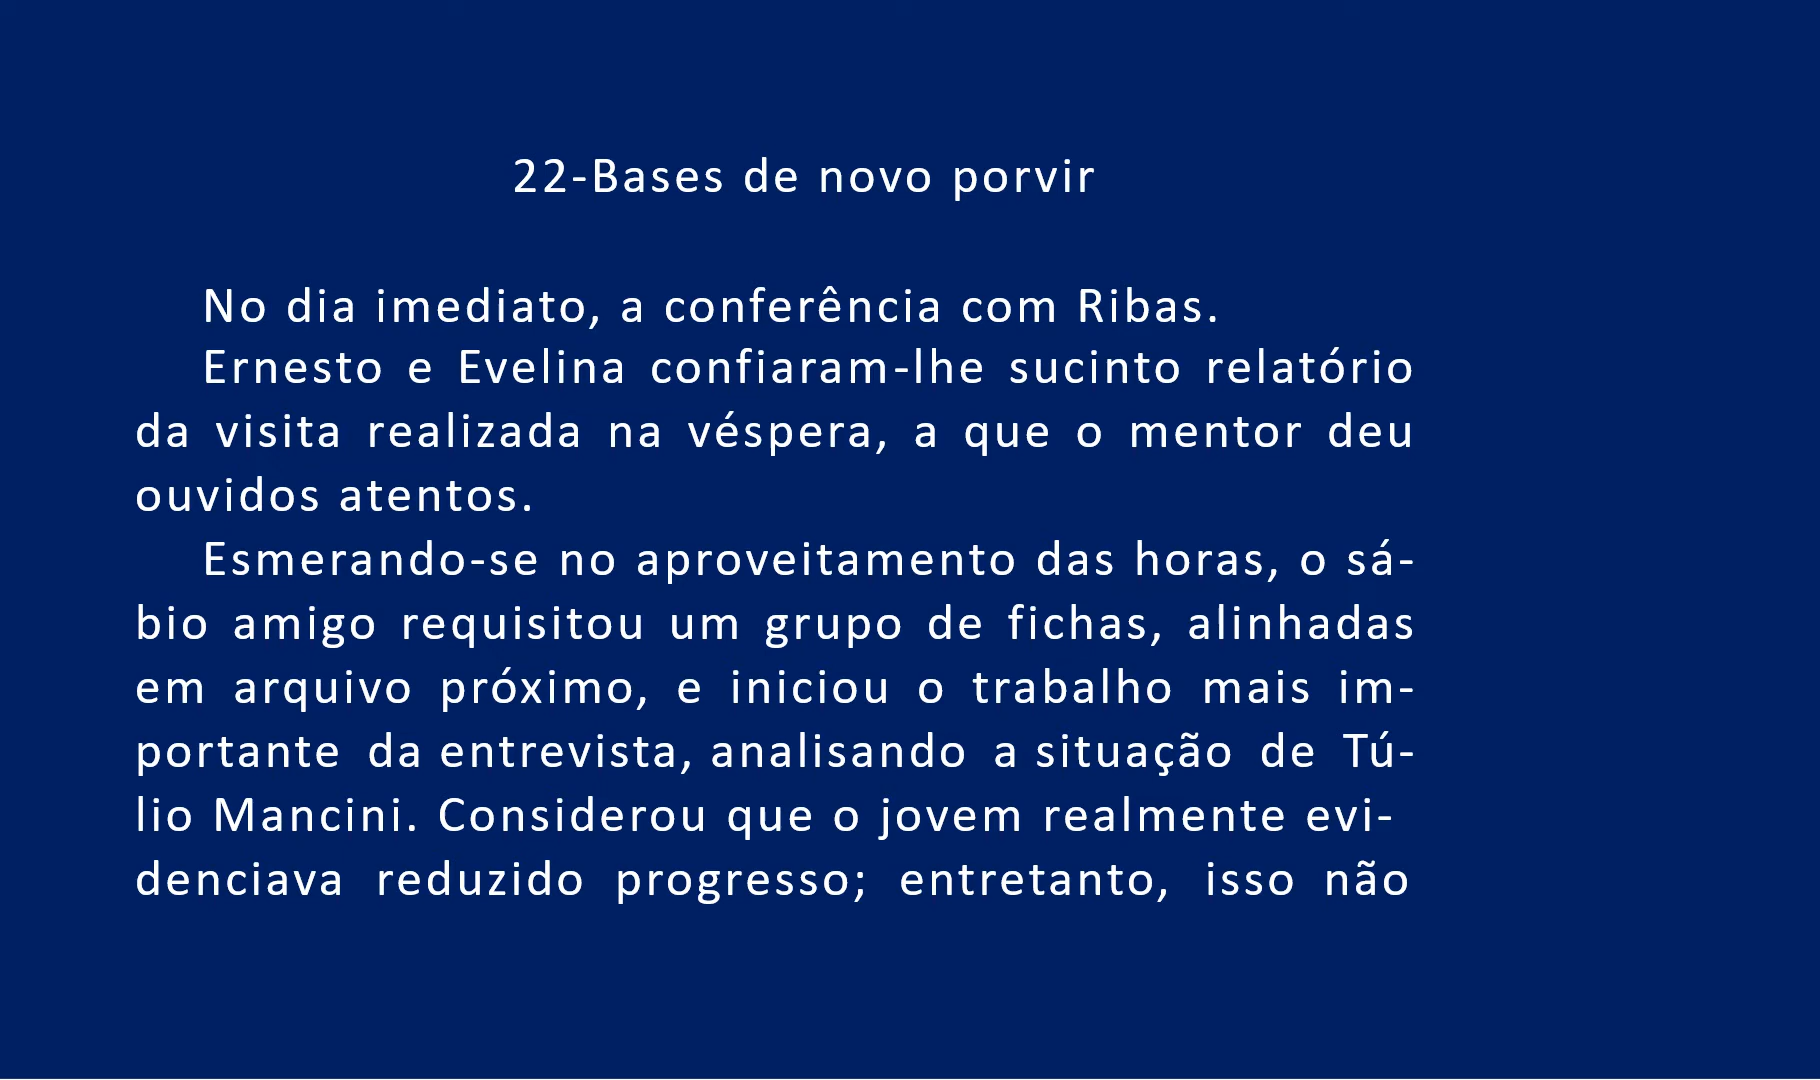 22-Bases de novo porvir
No dia imediato, a conferência com Ribas.
Ernesto e Evelina confiaram-lhe sucinto relatório
da visita realizada na véspera, a que o mentor deu
ouvidos atentos.
Esmerando-se no aproveitamento das horas, o sá-
bio amigo requisitou um grupo de fichas, alinhadas
em arquivo próximo, e iniciou o trabalho mais im-
portante da entrevista, analisando a situação de Tú-
lio Mancini. Considerou que o jovem realmente evi-
denciava reduzido progresso; entretanto, isso não